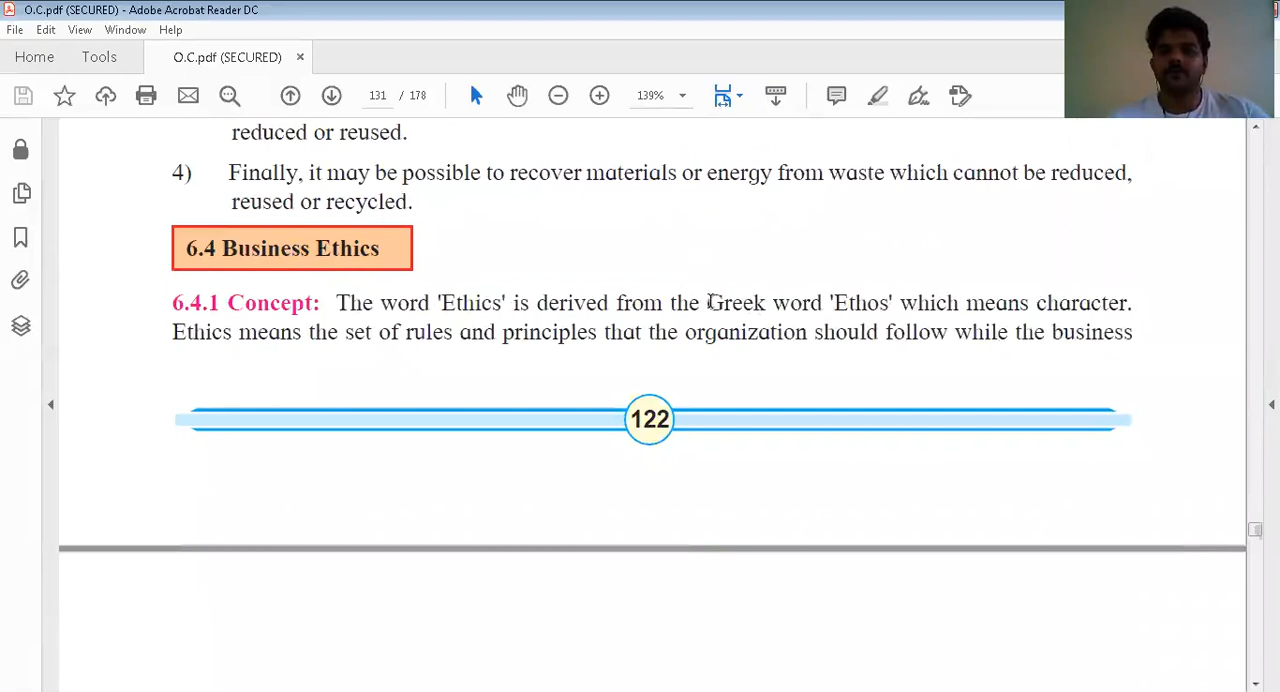 O.C.pdf (SECURED) - Adobe Acrobat Reader DC
File Edit View Window Help
Home Tools O.C.pdf (SECURED) ×
131 / 178 139%
reduced or reused.
4) Finally, it may be possible to recover materials or energy from waste which cannot be reduced,
reused or recycled.
6.4 Business Ethics
6.4.1 Concept: The word 'Ethics' is derived from the Greek word 'Ethos' which means character.
Ethics means the set of rules and principles that the organization should follow while the business
122